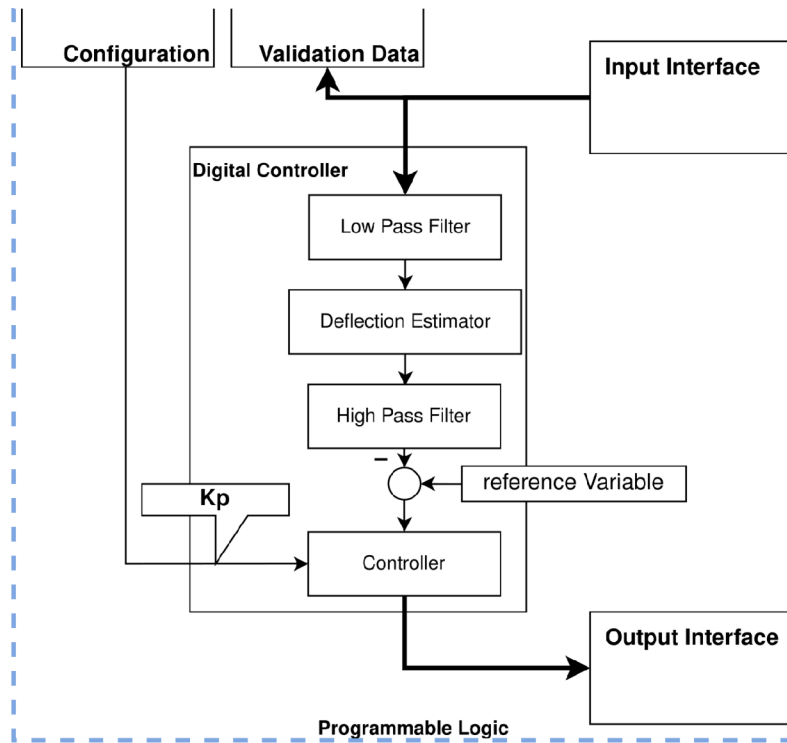 Configuration
Validation Data
Input Interface
Digital Controller
Low Pass Filter
Deflection Estimator
High Pass Filter
–
reference Variable
Kp
Controller
Output Interface
Programmable Logic